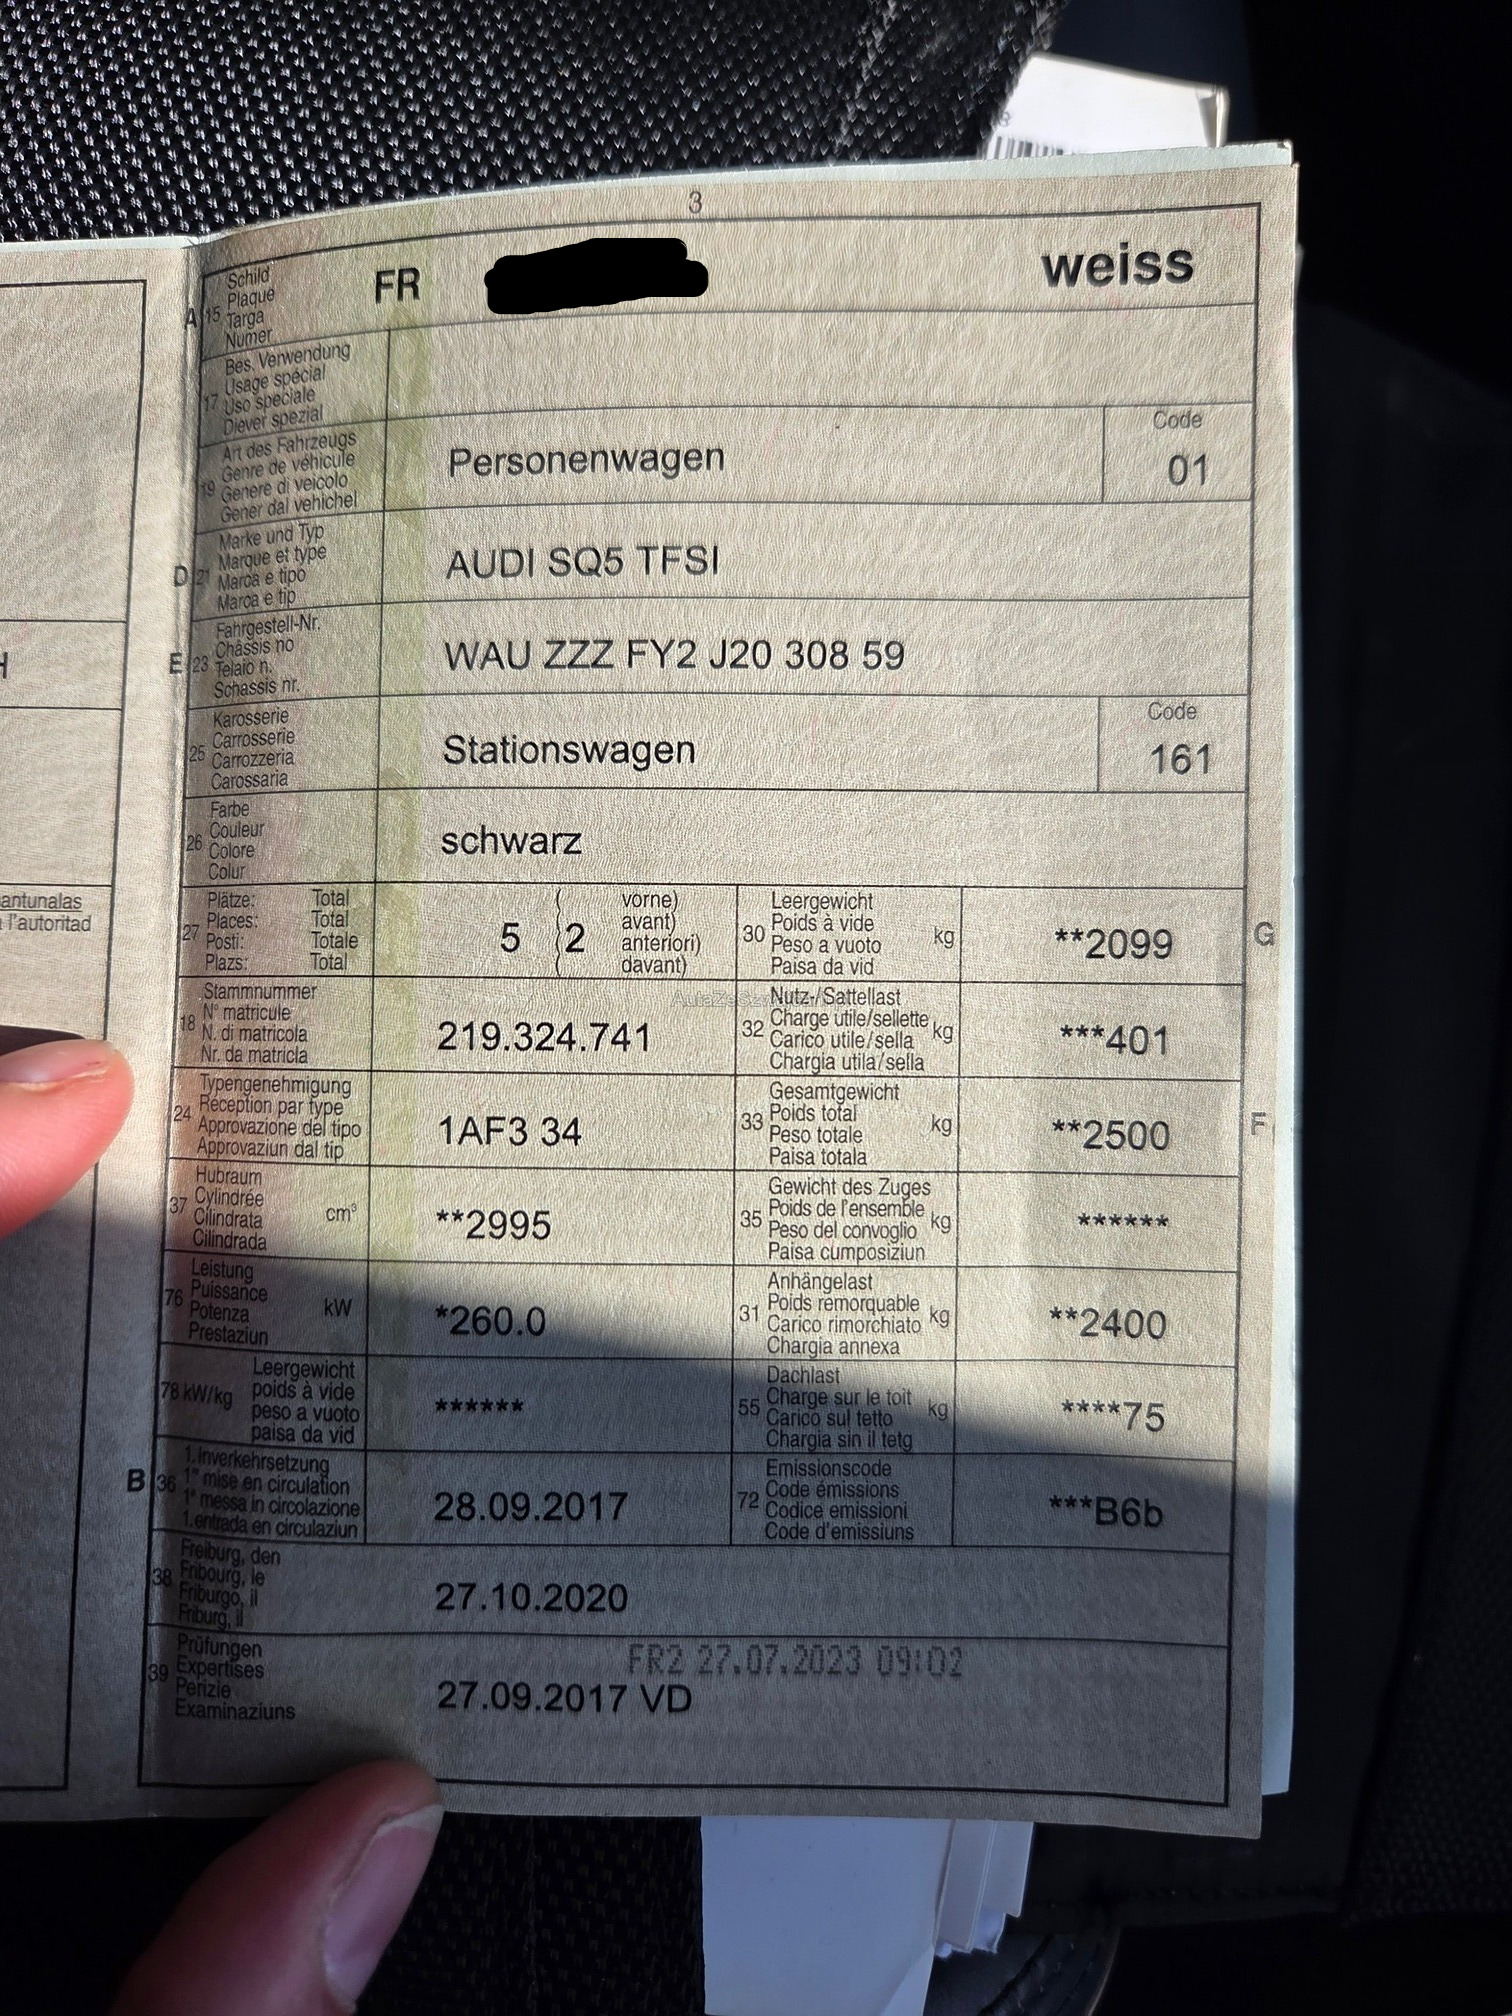 3
A 15 Schild
Plaque
Targa
Numer
FR
weiss
17 Bes. Verwendung
Usage spécial
Uso speciale
Diever spezial
19 Art des Fahrzeugs
Genre de véhicule
Genere di veicolo
Gener dal vehichel
Personenwagen
Code
01
D 21 Marke und Typ
Marque et type
Marca e tipo
Marca e tip
AUDI SQ5 TFSI
E 23 Fahrgestell-Nr.
Châssis no
Telaio n.
Schassis nr.
WAU ZZZ FY2 J20 308 59
25 Karosserie
Carrosserie
Carrozzeria
Carossaria
Stationswagen
Code
161
26 Farbe
Couleur
Colore
Colur
schwarz
antunalas
l'autoritad
27 Plätze: Total
Places: Total
Posti: Totale
Plazs: Total
5 ( 2 vorne)
avant)
anteriori)
davant)
30 Leergewicht
Poids à vide
Peso a vuoto
Paisa da vid
kg
**2099
G
18 Stammnummer
N° matricule
N. di matricola
Nr. da matricla
219.324.741
32 Nutz-/Sattellast
Charge utile/sellette
Carico utile/sella
Chargia utila/sella
kg
***401
24 Typengenehmigung
Réception par type
Approvazione del tipo
Approvaziun dal tip
1AF3 34
33 Gesamtgewicht
Poids total
Peso totale
Paisa totala
kg
**2500
F
37 Hubraum
Cylindrée
Cilindrata
Cilindrada
cm³
**2995
35 Gewicht des Zuges
Poids de l'ensemble
Peso del convoglio
Paisa cumposiziun
kg
******
76 Leistung
Puissance
Potenza
Prestaziun
kW
*260.0
31 Anhängelast
Poids remorquable
Carico rimorchiato
Chargia annexa
kg
**2400
78 kW/kg Leergewicht
poids à vide
peso a vuoto
paisa da vid
******
55 Dachlast
Charge sur le toit
Carico sul tetto
Chargia sin il tetg
kg
****75
B 36 1. Inverkehrsetzung
1re mise en circulation
1a messa in circolazione
1. entrada en circulaziun
28.09.2017
72 Emissionscode
Code émissions
Codice emissioni
Code d'emissiuns
***B6b
38 Freiburg, den
Fribourg, le
Friburgo, il
Friburg, il
27.10.2020
39 Prüfungen
Expertises
Perizie
Examinaziuns
FR2 27.07.2023 09:02
27.09.2017 VD